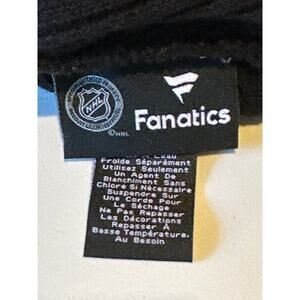 NHL
©NHL
Fanatics
Froide Séparément
Utilisez Seulement
Un Agent De
Blanchiment Sans
Chlore Si Nécessaire
Suspendre Sur
Une Corde Pour
La Séchage
Ne Pas Repasser
Les Décorations
Repasser À
Basse Température.
Au Besoin